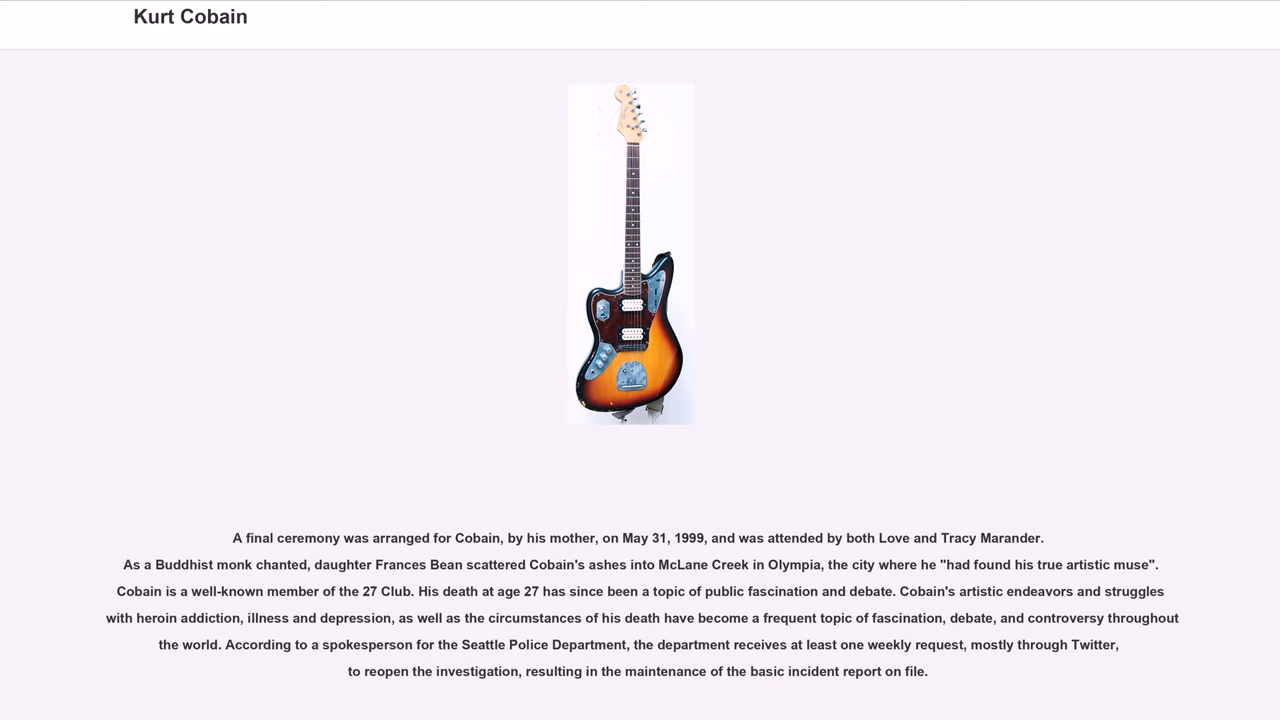 Kurt Cobain
A final ceremony was arranged for Cobain, by his mother, on May 31, 1999, and was attended by both Love and Tracy Marander.
As a Buddhist monk chanted, daughter Frances Bean scattered Cobain's ashes into McLane Creek in Olympia, the city where he "had found his true artistic muse".
Cobain is a well-known member of the 27 Club. His death at age 27 has since been a topic of public fascination and debate. Cobain's artistic endeavors and struggles
with heroin addiction, illness and depression, as well as the circumstances of his death have become a frequent topic of fascination, debate, and controversy throughout
the world. According to a spokesperson for the Seattle Police Department, the department receives at least one weekly request, mostly through Twitter,
to reopen the investigation, resulting in the maintenance of the basic incident report on file.